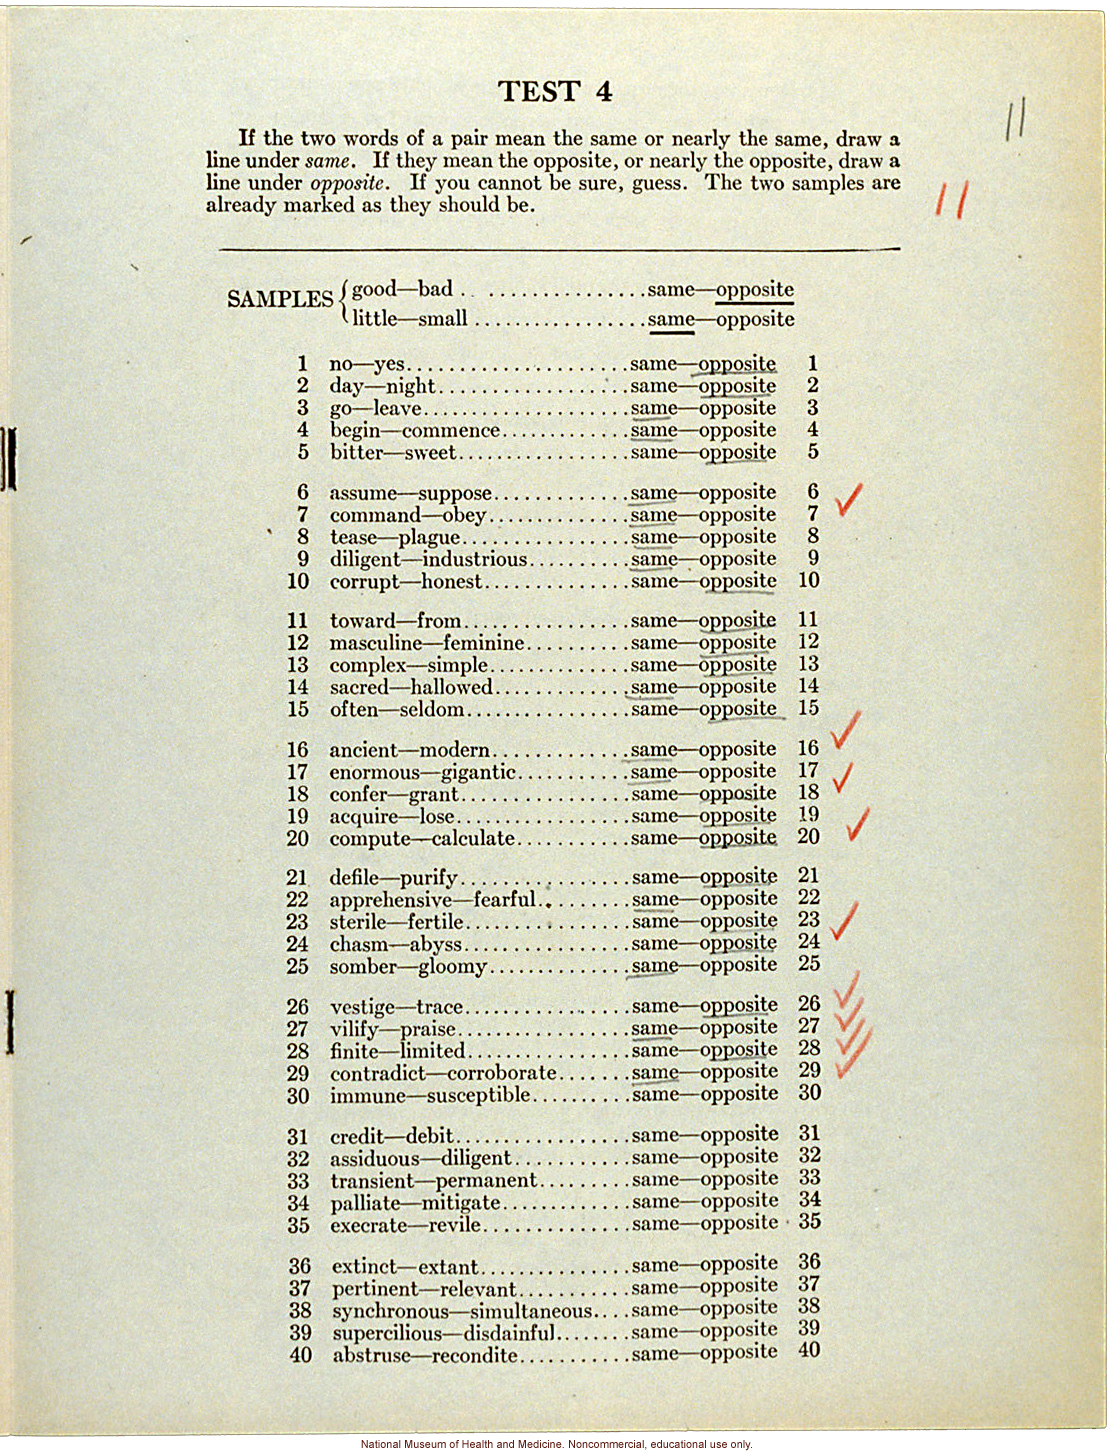 TEST 4
11
If the two words of a pair mean the same or nearly the same, draw a
line under same. If they mean the opposite, or nearly the opposite, draw a
line under opposite. If you cannot be sure, guess. The two samples are
already marked as they should be.
11
SAMPLES { good—bad .. ................same—opposite
little—small ..................same—opposite
1 no—yes.......................same—opposite 1
2 day—night....................same—opposite 2
3 go—leave.....................same—opposite 3
4 begin—commence.............same—opposite 4
5 bitter—sweet.................same—opposite 5
6 assume—suppose.............same—opposite 6 ✓
7 command—obey..............same—opposite 7
8 tease—plague.................same—opposite 8
9 diligent—industrious..........same—opposite 9
10 corrupt—honest..............same—opposite 10
11 toward—from................same—opposite 11
12 masculine—feminine..........same—opposite 12
13 complex—simple..............same—opposite 13
14 sacred—hallowed.............same—opposite 14
15 often—seldom................same—opposite 15
16 ancient—modern.............same—opposite 16 ✓
17 enormous—gigantic..........same—opposite 17 ✓
18 confer—grant.................same—opposite 18
19 acquire—lose.................same—opposite 19
20 compute—calculate...........same—opposite 20 ✓
21 defile—purify.................same—opposite 21
22 apprehensive—fearful.........same—opposite 22
23 sterile—fertile................same—opposite 23 ✓
24 chasm—abyss................same—opposite 24
25 somber—gloomy..............same—opposite 25
26 vestige—trace................same—opposite 26 ✓
27 vilify—praise.................same—opposite 27 ✓
28 finite—limited................same—opposite 28 ✓
29 contradict—corroborate.......same—opposite 29 ✓
30 immune—susceptible..........same—opposite 30
31 credit—debit.................same—opposite 31
32 assiduous—diligent............same—opposite 32
33 transient—permanent.........same—opposite 33
34 palliate—mitigate............same—opposite 34
35 execrate—revile..............same—opposite 35
36 extinct—extant...............same—opposite 36
37 pertinent—relevant...........same—opposite 37
38 synchronous—simultaneous....same—opposite 38
39 supercilious—disdainful........same—opposite 39
40 abstruse—recondite...........same—opposite 40
National Museum of Health and Medicine. Noncommercial, educational use only.